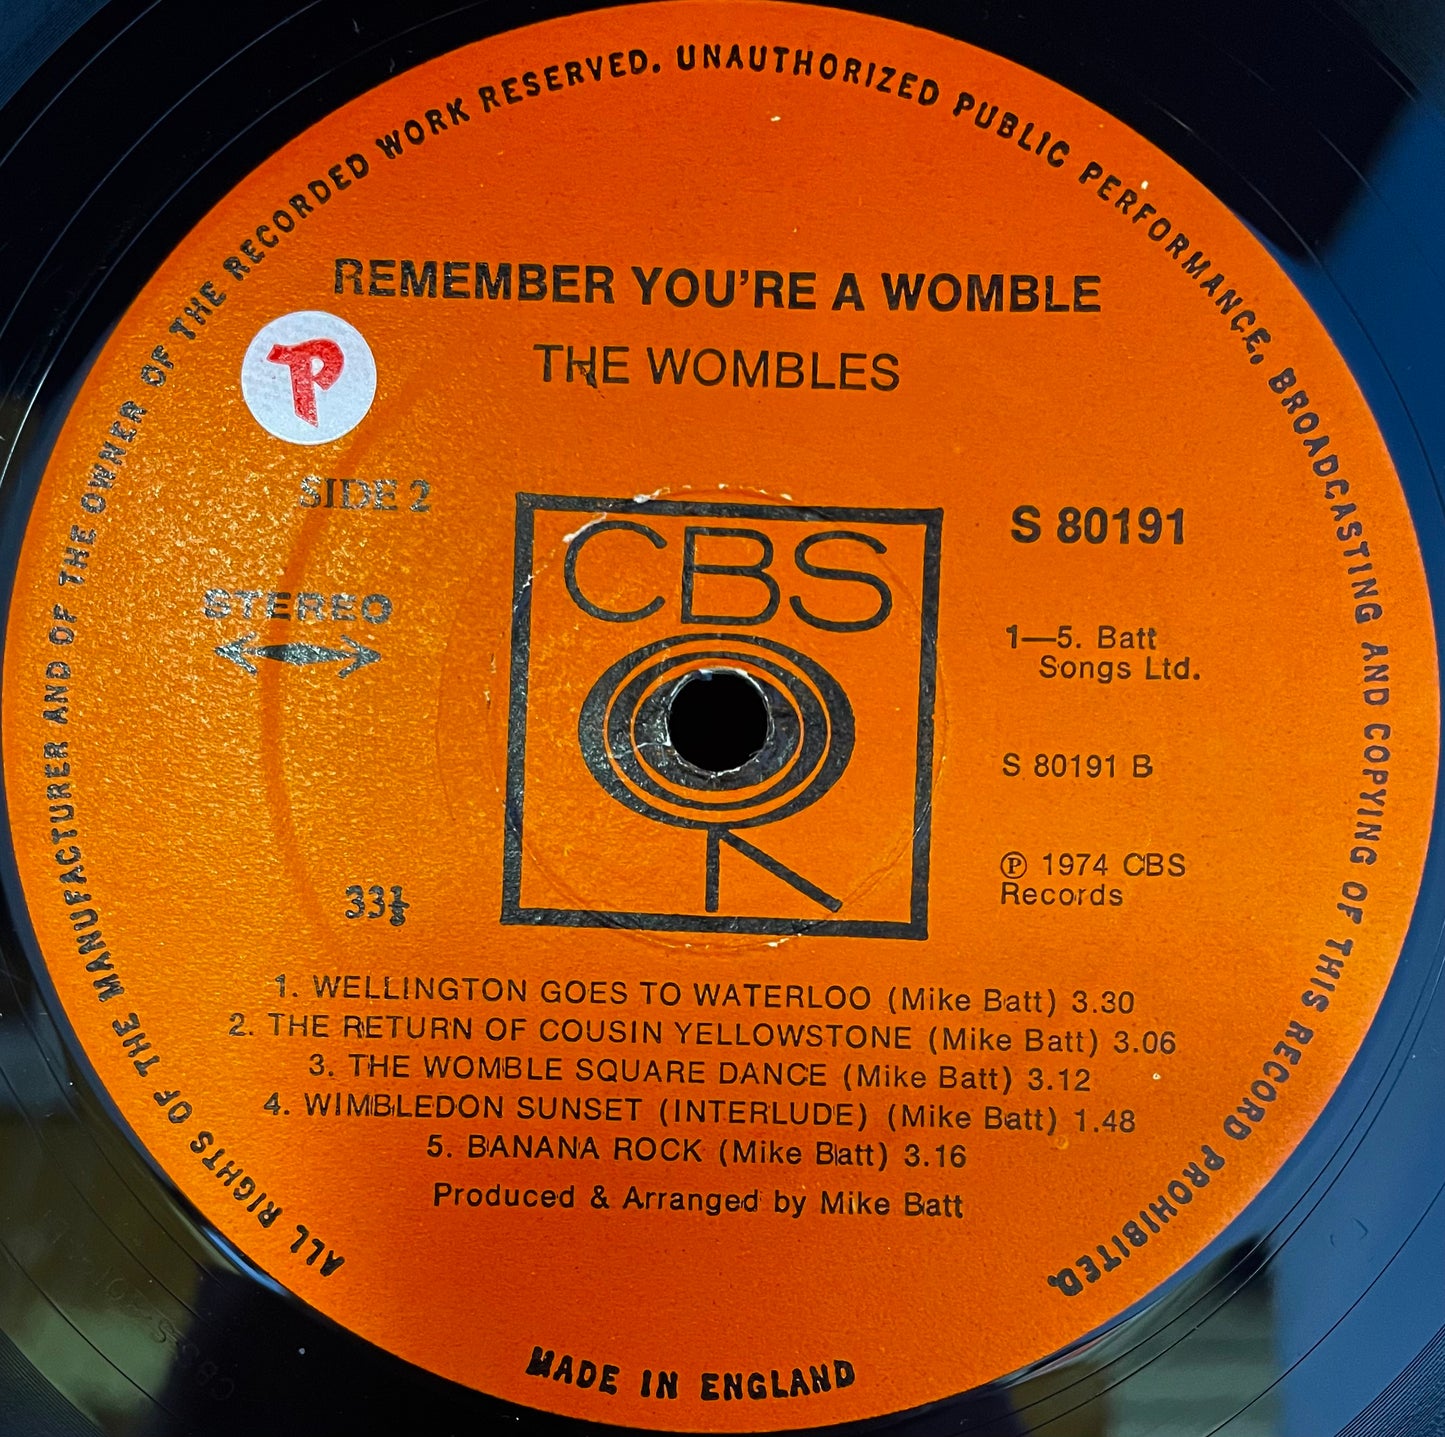 ALL RIGHTS OF THE MANUFACTURER AND OF THE OWNER OF THE RECORDED WORK RESERVED. UNAUTHORIZED PUBLIC PERFORMANCE, BROADCASTING AND COPYING OF THIS RECORD PROHIBITED.
REMEMBER YOU'RE A WOMBLE
THE WOMBLES
P
SIDE 2
STEREO
33⅓
CBS
S 80191
1—5. Batt
Songs Ltd.
S 80191 B
℗ 1974 CBS
Records
1. WELLINGTON GOES TO WATERLOO (Mike Batt) 3.30
2. THE RETURN OF COUSIN YELLOWSTONE (Mike Batt) 3.06
3. THE WOMBLE SQUARE DANCE (Mike Batt) 3.12
4. WIMBLEDON SUNSET (INTERLUDE) (Mike Batt) 1.48
5. BANANA ROCK (Mike Batt) 3.16
Produced & Arranged by Mike Batt
MADE IN ENGLAND